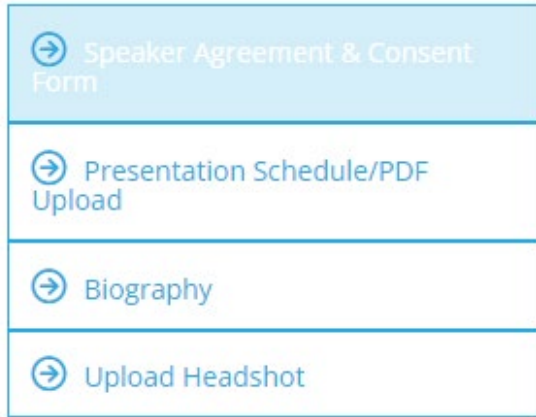 Speaker Agreement & Consent
Form
Presentation Schedule/PDF
Upload
Biography
Upload Headshot